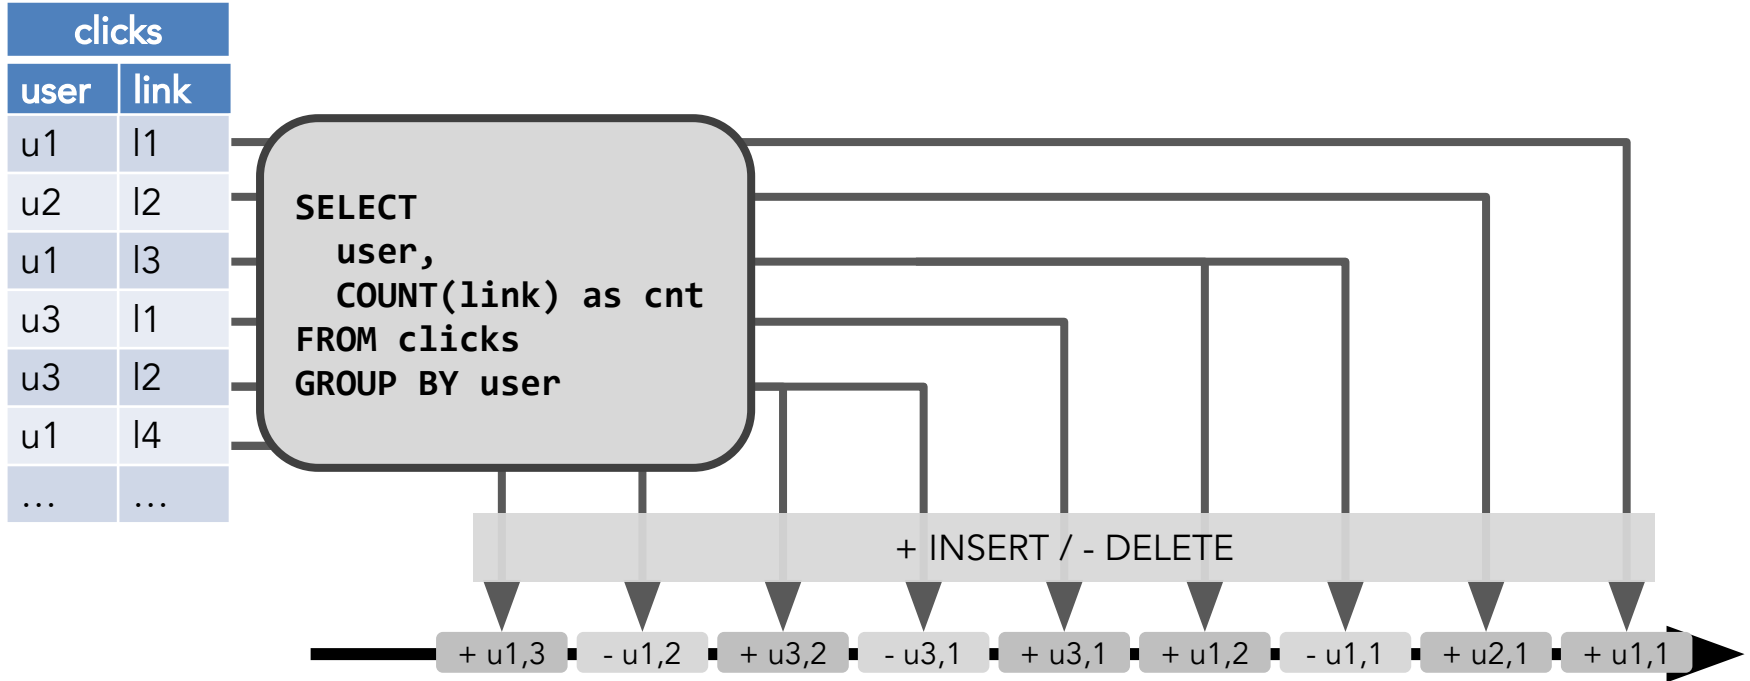 clicks
user link
u1 l1
u2 l2
u1 l3
u3 l1
u3 l2
u1 l4
… …
SELECT
user,
COUNT(link) as cnt
FROM clicks
GROUP BY user
+ INSERT / - DELETE
+ u1,3 - u1,2 + u3,2 - u3,1 + u3,1 + u1,2 - u1,1 + u2,1 + u1,1